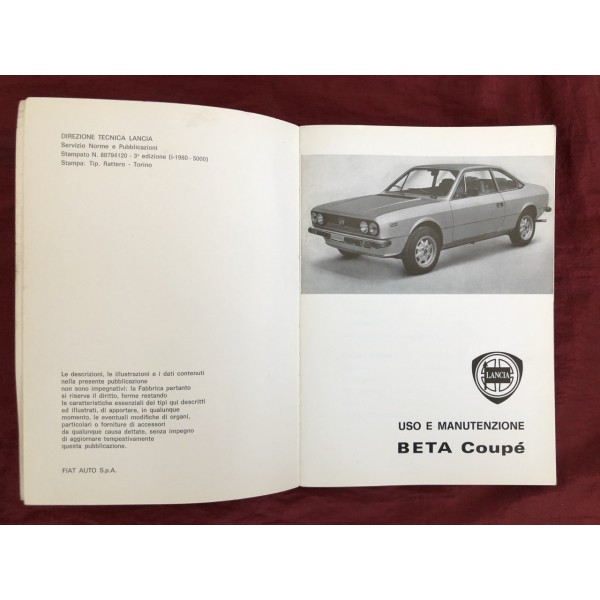 DIREZIONE TECNICA LANCIA
Servizio Norme e Pubblicazioni
Stampato N. 88794120 - 3ª edizione (I-1980 - 5000)
Stampa: Tip. Rattero - Torino
Le descrizioni, le illustrazioni e i dati contenuti
nella presente pubblicazione
non sono impegnativi: la Fabbrica pertanto
si riserva il diritto, ferme restando
le caratteristiche essenziali dei tipi qui descritti
ed illustrati, di apportare, in qualunque
momento, le eventuali modifiche di organi,
particolari o forniture di accessori
da qualunque causa dettate, senza impegno
di aggiornare tempestivamente
questa pubblicazione.
FIAT AUTO S.p.A.
LANCIA
USO E MANUTENZIONE
BETA Coupé